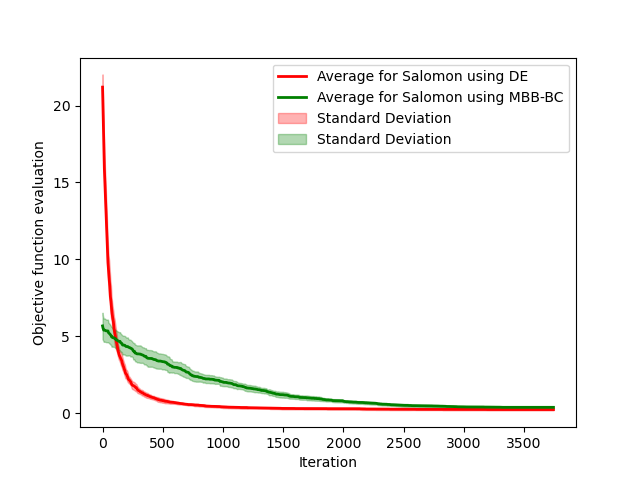 Average for Salomon using DE
Average for Salomon using MBB-BC
Standard Deviation
Standard Deviation
Objective function evaluation
20
15
10
5
0
0 500 1000 1500 2000 2500 3000 3500
Iteration